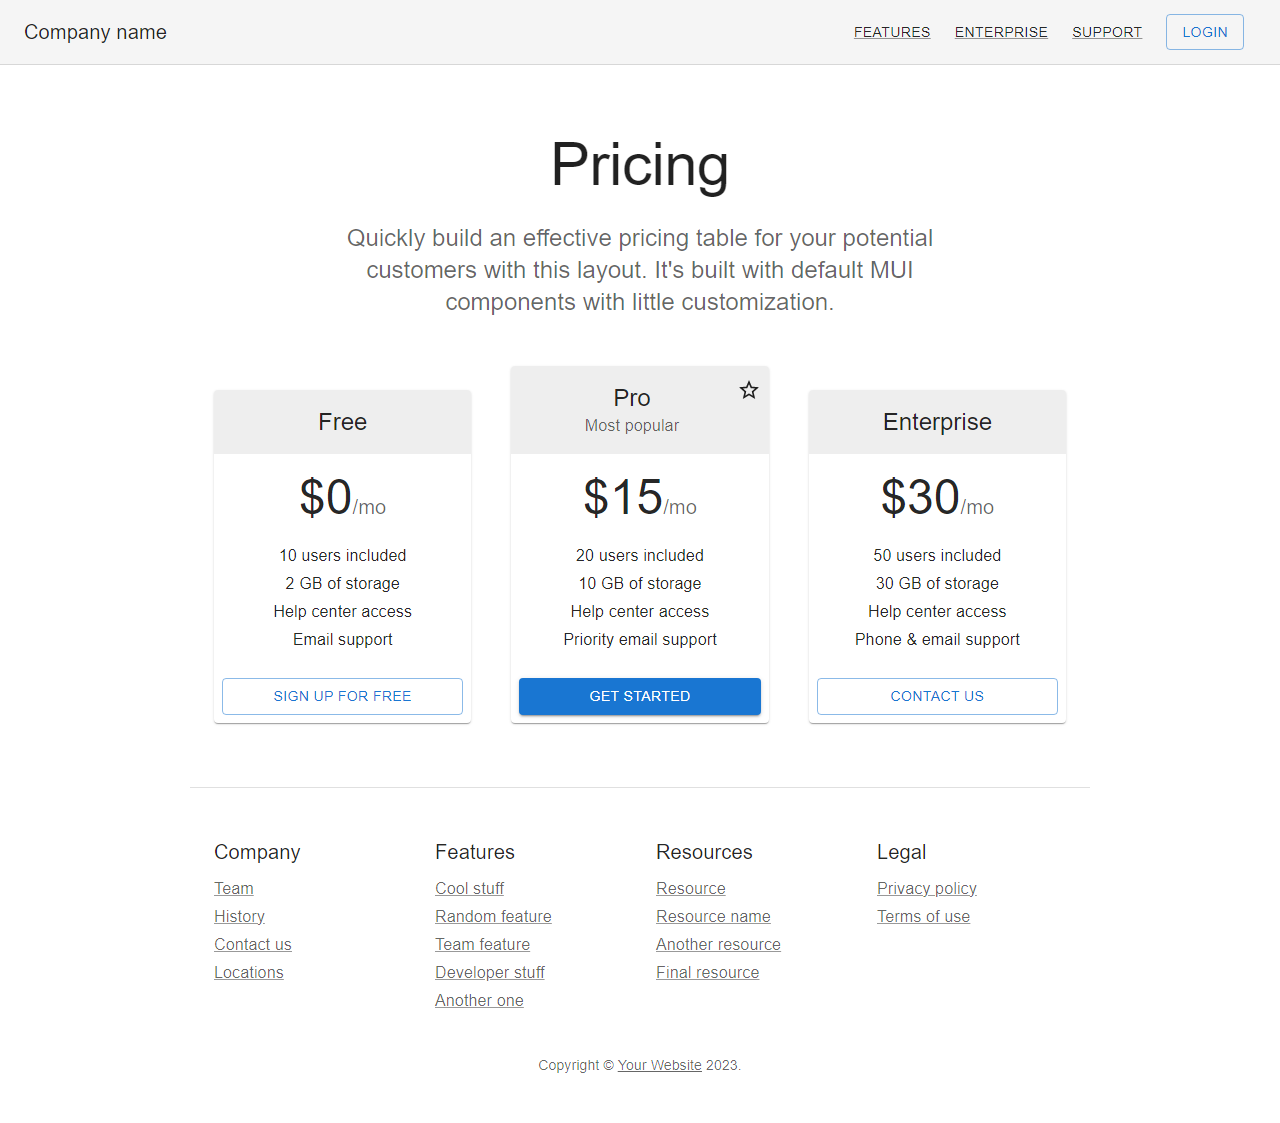 Company name
FEATURES
ENTERPRISE
SUPPORT
LOGIN
Pricing
Quickly build an effective pricing table for your potential
customers with this layout. It's built with default MUI
components with little customization.
Free
$0/mo
10 users included
2 GB of storage
Help center access
Email support
SIGN UP FOR FREE
Pro
Most popular
$15/mo
20 users included
10 GB of storage
Help center access
Priority email support
GET STARTED
Enterprise
$30/mo
50 users included
30 GB of storage
Help center access
Phone & email support
CONTACT US
Company
Team
History
Contact us
Locations
Features
Cool stuff
Random feature
Team feature
Developer stuff
Another one
Resources
Resource
Resource name
Another resource
Final resource
Legal
Privacy policy
Terms of use
Copyright © Your Website 2023.